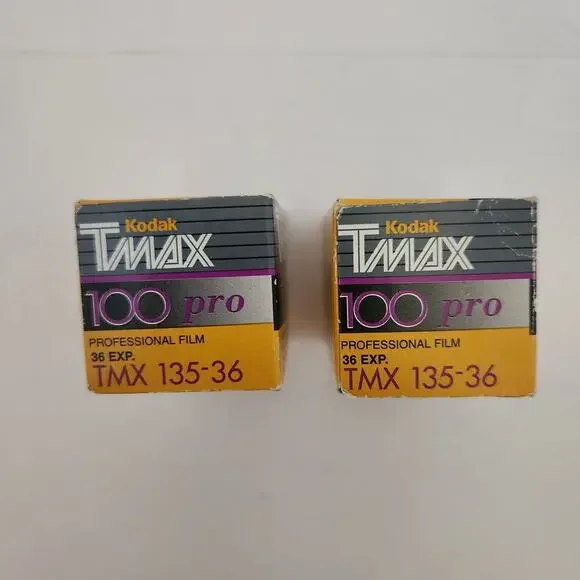 Kodak
TMAX
100 pro
PROFESSIONAL FILM
36 EXP.
TMX 135-36
Kodak
TMAX
100 pro
PROFESSIONAL FILM
36 EXP.
TMX 135-36